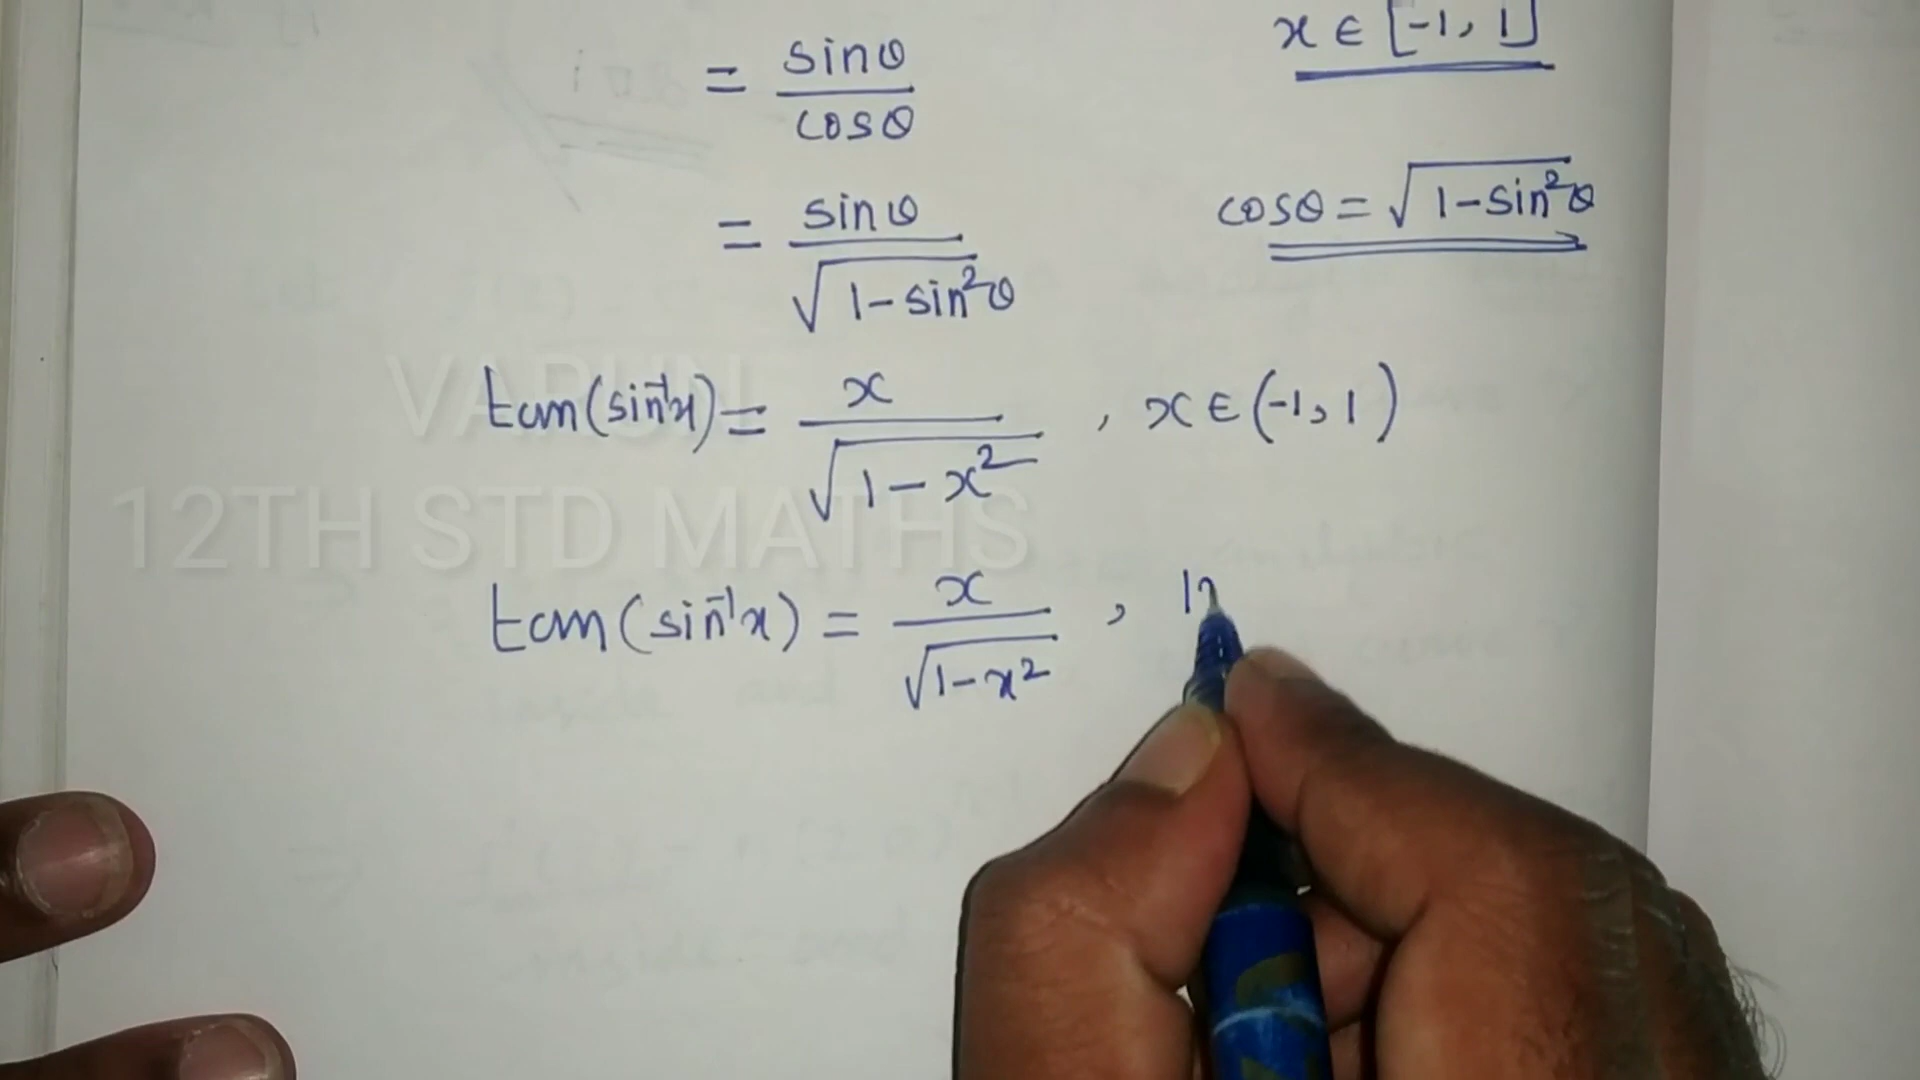 = sinθ / cosθ
x ∈ [-1, 1]
= sinθ / √1-sin²θ
cosθ = √1-sin²θ
tan(sin⁻¹x) = x / √1-x² , x ∈ (-1, 1)
tan(sin⁻¹x) = x / √1-x² ,
VARUN
12TH STD MATHS